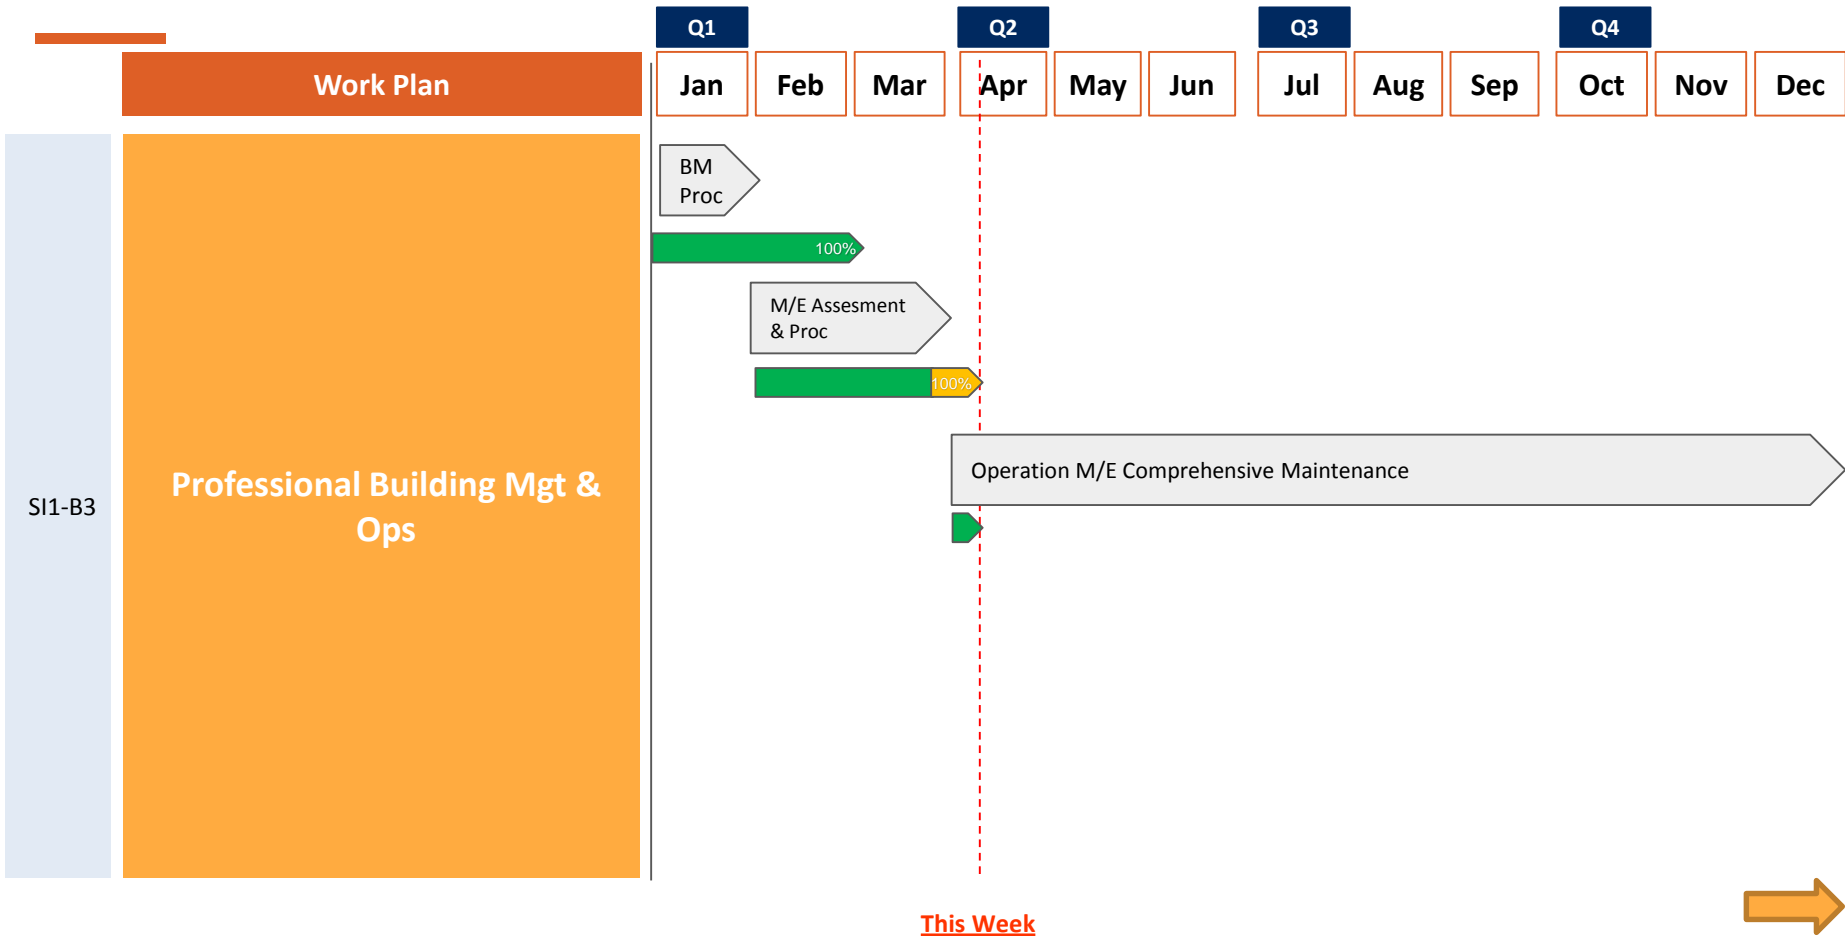 Q1 Q2 Q3 Q4
Work Plan Jan Feb Mar Apr May Jun Jul Aug Sep Oct Nov Dec
BM
Proc
100%
M/E Assesment
& Proc
100%
Operation M/E Comprehensive Maintenance
SI1-B3
Professional Building Mgt &
Ops
This Week